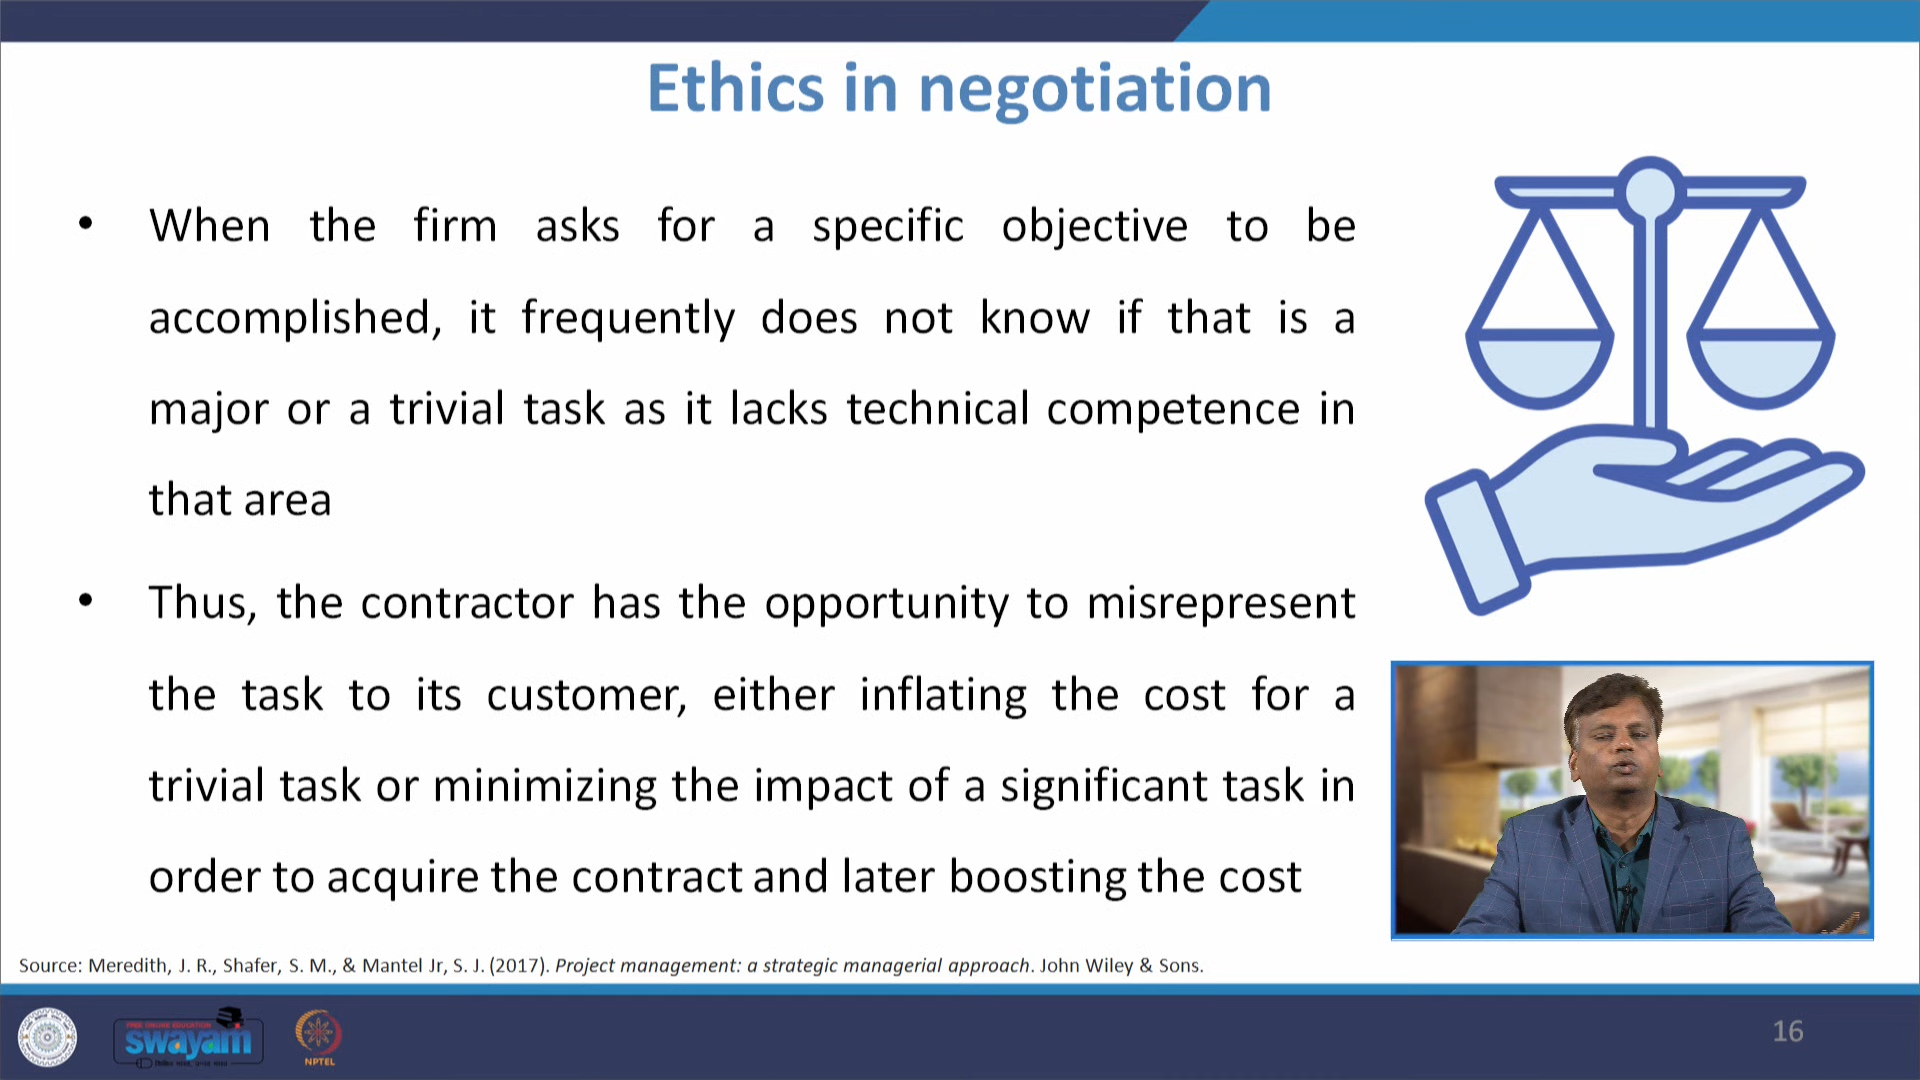 Ethics in negotiation
• When the firm asks for a specific objective to be
accomplished, it frequently does not know if that is a
major or a trivial task as it lacks technical competence in
that area
• Thus, the contractor has the opportunity to misrepresent
the task to its customer, either inflating the cost for a
trivial task or minimizing the impact of a significant task in
order to acquire the contract and later boosting the cost
Source: Meredith, J. R., Shafer, S. M., & Mantel Jr, S. J. (2017). Project management: a strategic managerial approach. John Wiley & Sons.
FREE ONLINE EDUCATION
swayam
NPTEL
16